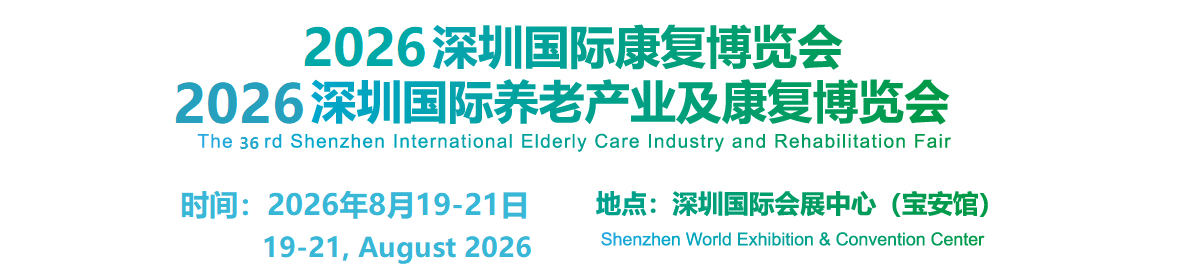 2026深圳国际康复博览会
2026深圳国际养老产业及康复博览会
The 36 rd Shenzhen International Elderly Care Industry and Rehabilitation Fair
时间：2026年8月19-21日
19-21, August 2026
地点：深圳国际会展中心（宝安馆）
Shenzhen World Exhibition & Convention Center